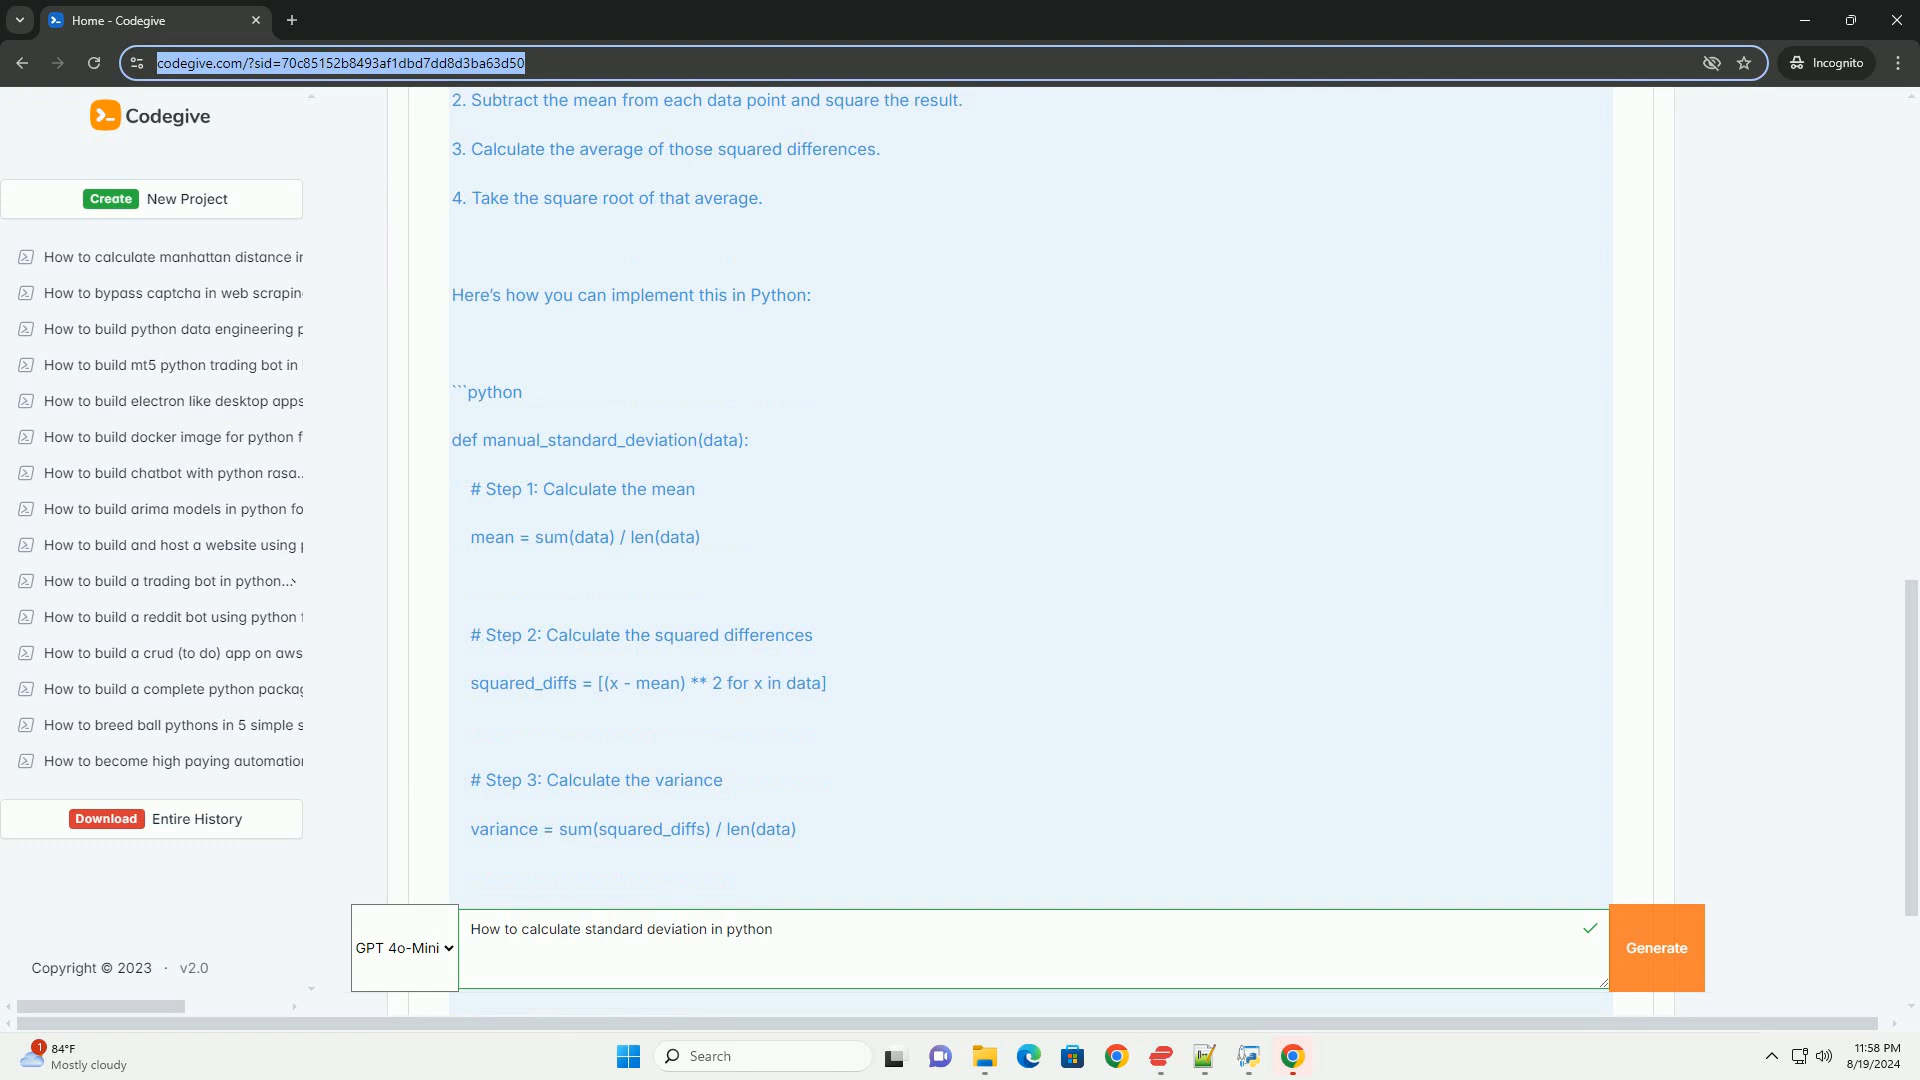 Home - Codegive
codegive.com/?sid=70c85152b8493af1dbd7dd8d3ba63d50
Incognito
Codegive
Create New Project
How to calculate manhattan distance ir
How to bypass captcha in web scrapin
How to build python data engineering p
How to build mt5 python trading bot in
How to build electron like desktop apps
How to build docker image for python f
How to build chatbot with python rasa...
How to build arima models in python fo
How to build and host a website using p
How to build a trading bot in python...
How to build a reddit bot using python
How to build a crud (to do) app on aws
How to build a complete python packag
How to breed ball pythons in 5 simple s
How to become high paying automation
Download Entire History
Copyright © 2023 · v2.0
2. Subtract the mean from each data point and square the result.
3. Calculate the average of those squared differences.
4. Take the square root of that average.
Here's how you can implement this in Python:
```python
def manual_standard_deviation(data):
# Step 1: Calculate the mean
mean = sum(data) / len(data)
# Step 2: Calculate the squared differences
squared_diffs = [(x - mean) ** 2 for x in data]
# Step 3: Calculate the variance
variance = sum(squared_diffs) / len(data)
GPT 4o-Mini
How to calculate standard deviation in python
Generate
1
84°F
Mostly cloudy
Search
11:58 PM
8/19/2024